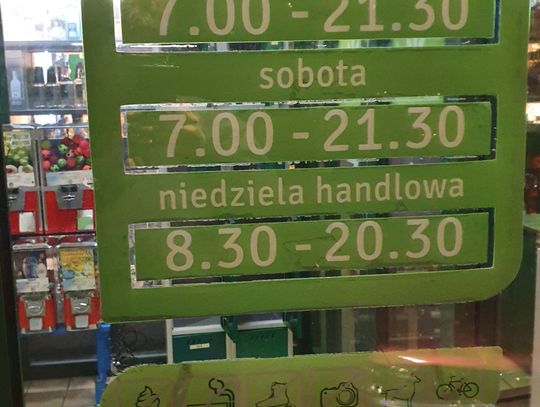 7.00 - 21.30
sobota
7.00 - 21.30
niedziela handlowa
8.30 - 20.30